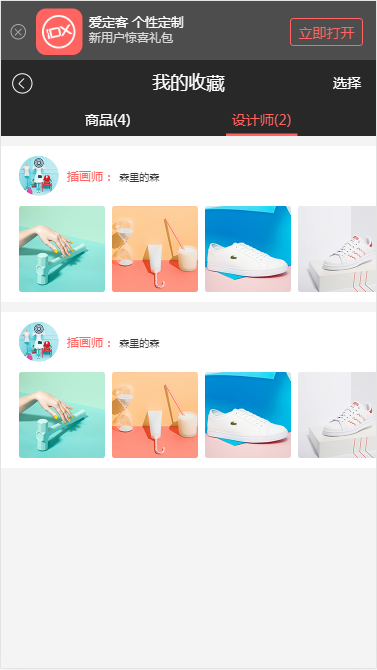 IDX
爱定客 个性定制
新用户惊喜礼包
立即打开
我的收藏
选择
商品(4)
设计师(2)
插画师： 森里的森
插画师： 森里的森